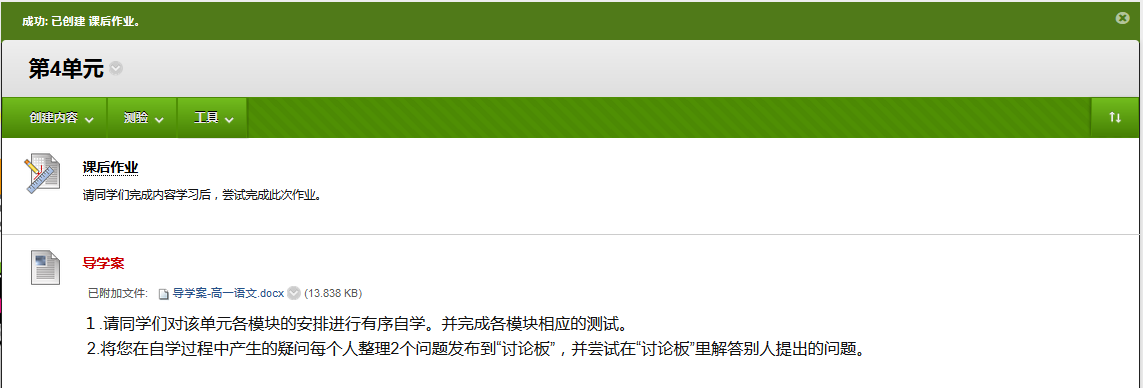 成功: 已创建 课后作业。
第4单元
创建内容 测验 工具
课后作业
请同学们完成内容学习后，尝试完成此次作业。
导学案
已附加文件: 导学案-高一语文.docx (13.838 KB)
1 .请同学们对该单元各模块的安排进行有序自学。并完成各模块相应的测试。
2.将您在自学过程中产生的疑问每个人整理2个问题发布到“讨论板”，并尝试在“讨论板”里解答别人提出的问题。